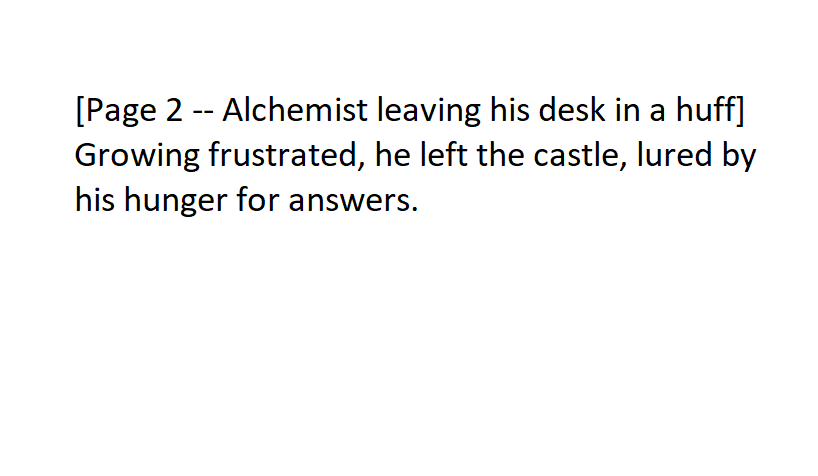 [Page 2 -- Alchemist leaving his desk in a huff]
Growing frustrated, he left the castle, lured by
his hunger for answers.